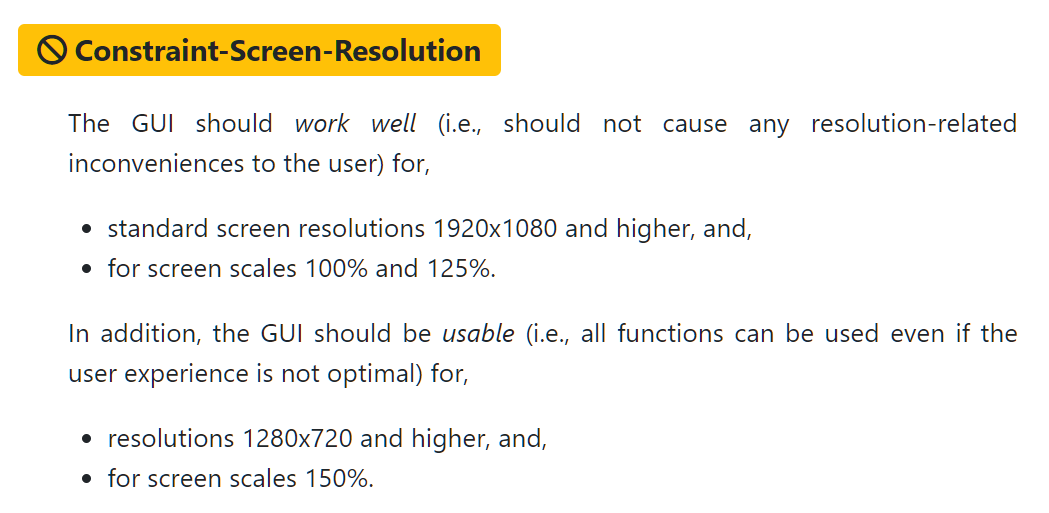 Constraint-Screen-Resolution
The GUI should work well (i.e., should not cause any resolution-related
inconveniences to the user) for,
• standard screen resolutions 1920x1080 and higher, and,
• for screen scales 100% and 125%.
In addition, the GUI should be usable (i.e., all functions can be used even if the
user experience is not optimal) for,
• resolutions 1280x720 and higher, and,
• for screen scales 150%.